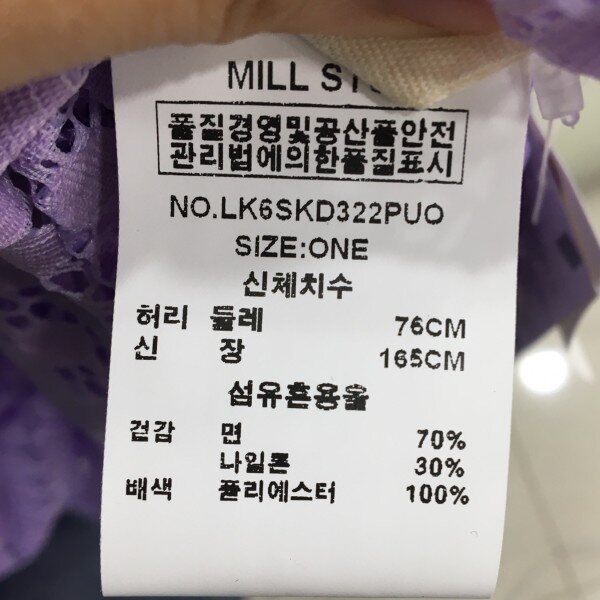 MILL
품질경영및공산품안전
관리법에의한품질표시
NO.LK6SKD322PUO
SIZE:ONE
신체치수
허리 둘레 76CM
신 장 165CM
섬유혼용율
겉감 면 70%
나일론 30%
배색 폴리에스터 100%